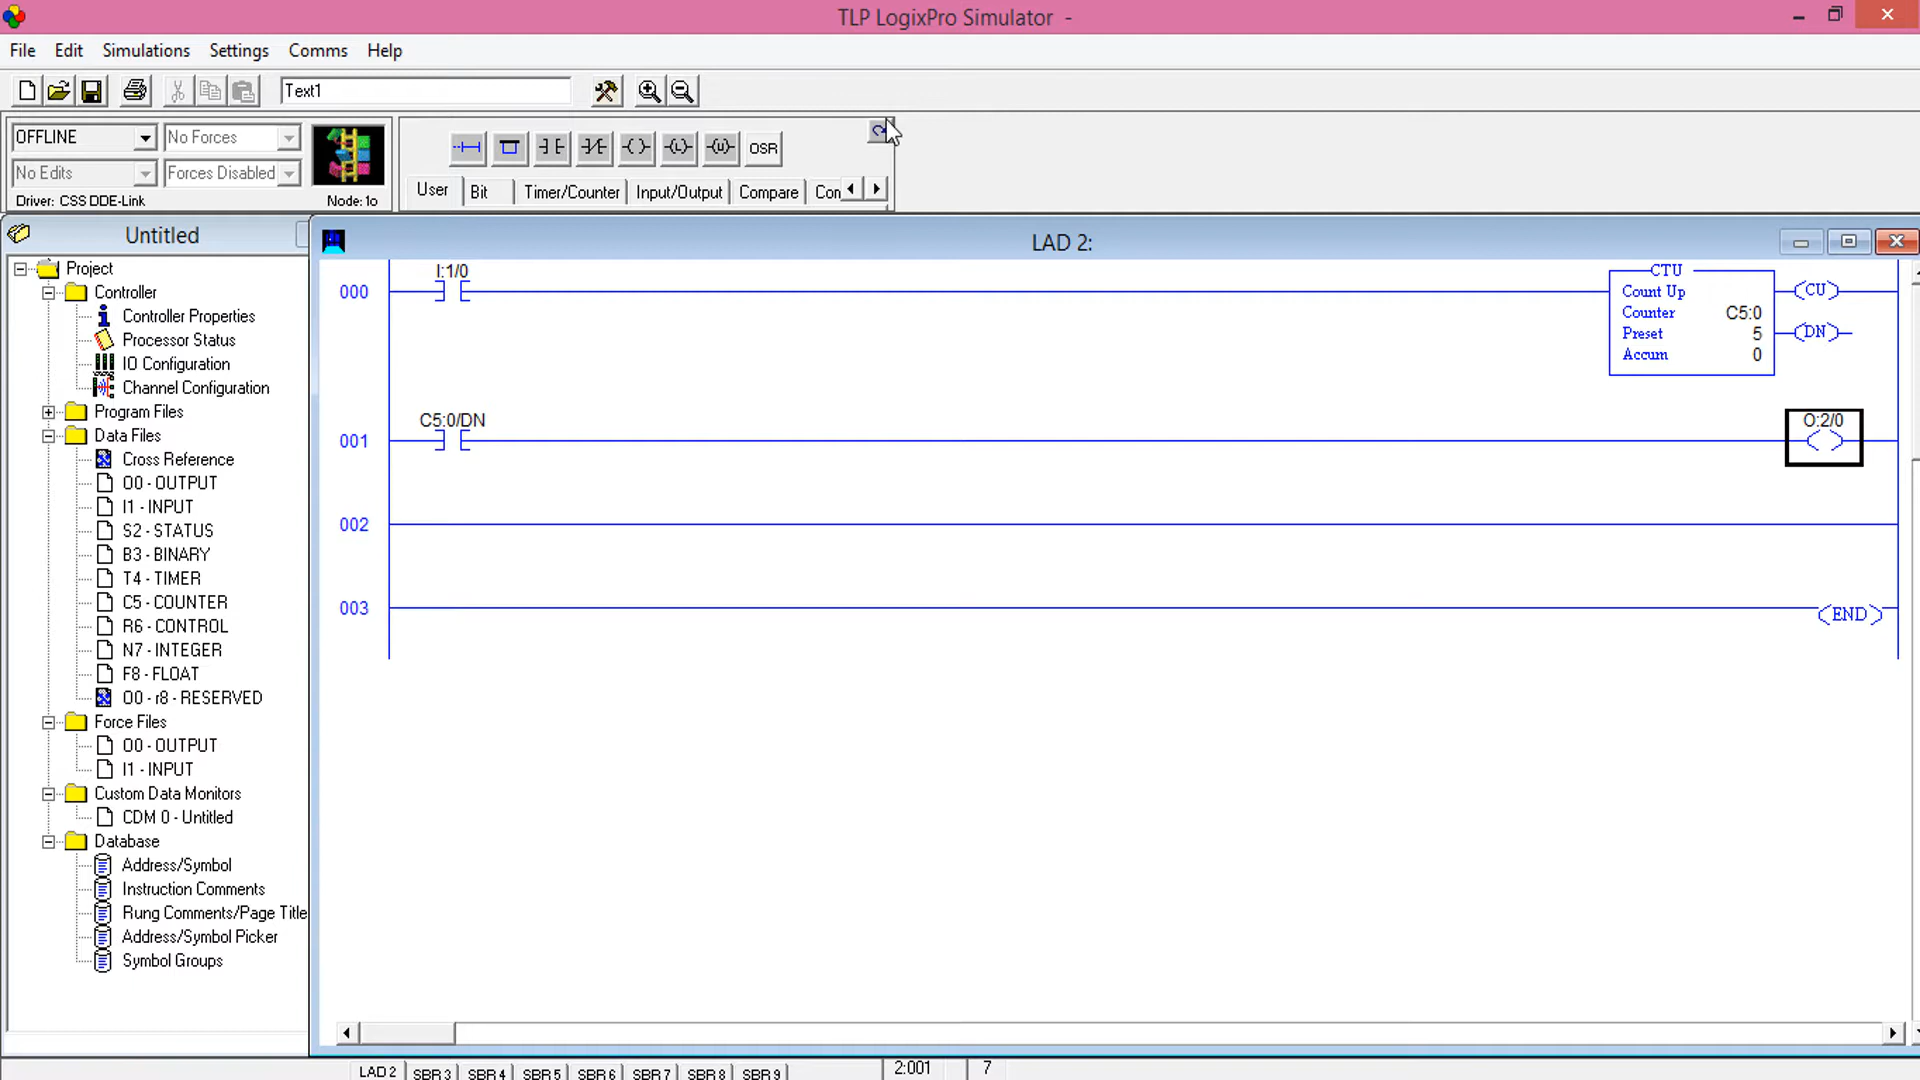 TLP LogixPro Simulator -
File Edit Simulations Settings Comms Help
Text1
OFFLINE No Forces
No Edits Forces Disabled
Driver: CSS DDE-Link Node: 1o
OSR
User Bit Timer/Counter Input/Output Compare Con
Untitled
Project
Controller
Controller Properties
Processor Status
IO Configuration
Channel Configuration
Program Files
Data Files
Cross Reference
O0 - OUTPUT
I1 - INPUT
S2 - STATUS
B3 - BINARY
T4 - TIMER
C5 - COUNTER
R6 - CONTROL
N7 - INTEGER
F8 - FLOAT
O0 - r8 - RESERVED
Force Files
O0 - OUTPUT
I1 - INPUT
Custom Data Monitors
CDM 0 - Untitled
Database
Address/Symbol
Instruction Comments
Rung Comments/Page Title
Address/Symbol Picker
Symbol Groups
LAD 2:
I:1/0
000
CTU
Count Up
Counter C5:0
Preset 5
Accum 0
CU
DN
C5:0/DN
001
O:2/0
002
003
END
LAD 2 SBR 3 SBR 4 SBR 5 SBR 6 SBR 7 SBR 8 SBR 9
2:001 7